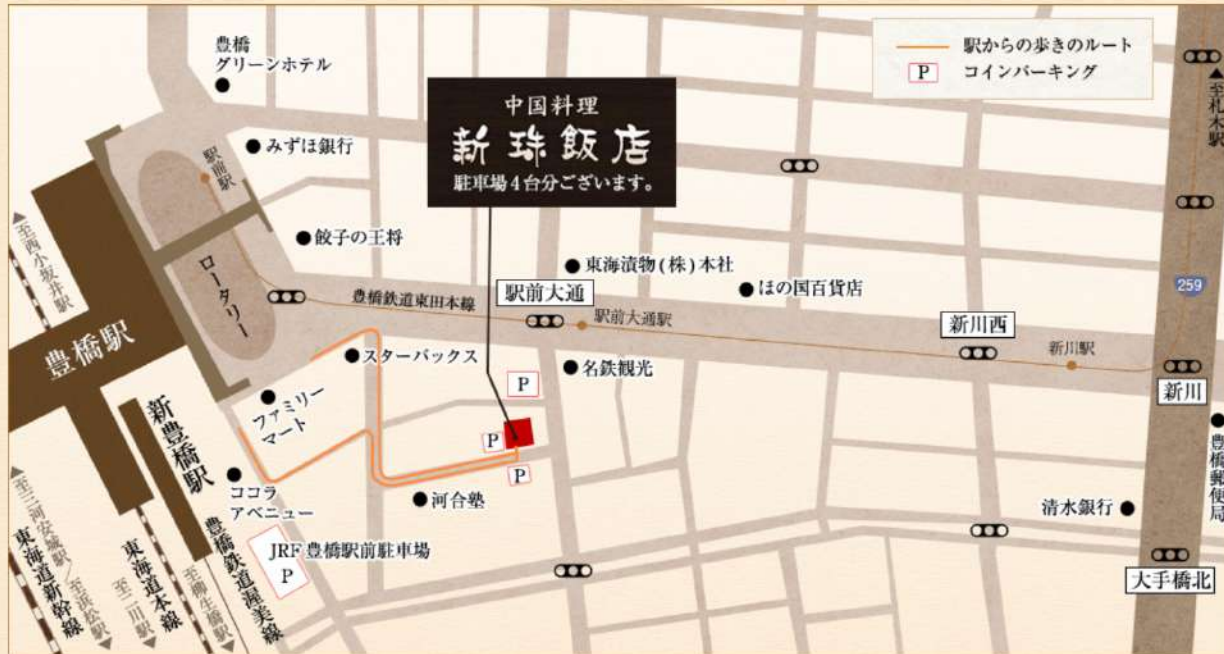 豊橋
グリーンホテル
駅からの歩きのルート
P コインパーキング
至札木駅
中国料理
新珠飯店
駐車場4台分ございます。
みずほ銀行
駅前駅
至西小坂井駅
餃子の王将
ロータリー
東海漬物(株)本社
ほの国百貨店
259
豊橋鉄道東田本線
駅前大通
駅前大通駅
新川西
新川駅
新川
豊橋駅
スターバックス
名鉄観光
P
ファミリー
マート
新豊橋駅
P
P
豊橋郵便局
ココラ
アベニュー
河合塾
清水銀行
JRF豊橋駅前駐車場
P
大手橋北
至三河安城駅/至浜松駅
東海道新幹線
至二川駅
東海道本線
至柳生橋駅
豊橋鉄道渥美線